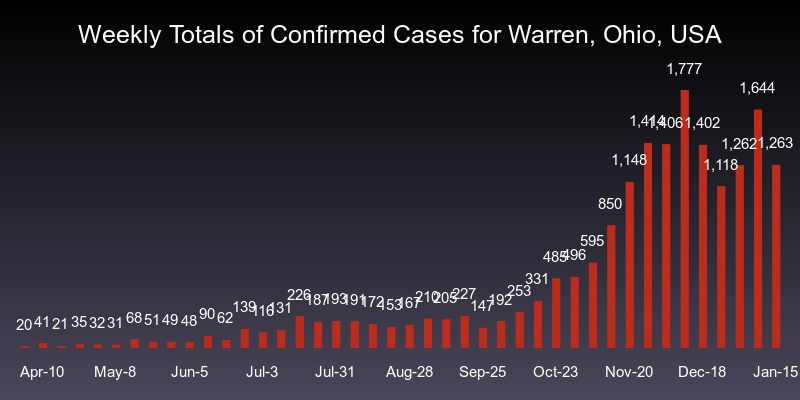 Weekly Totals of Confirmed Cases for Warren, Ohio, USA
20 41 21 35 32 31 68 51 49 48 90 62 139 116 131 226 187 193 191 172 153 167 210 205 227 147 192 253 331 485 496 595 850 1,148 1,414 1,406 1,777 1,402 1,118 1,262 1,644 1,263
Apr-10 May-8 Jun-5 Jul-3 Jul-31 Aug-28 Sep-25 Oct-23 Nov-20 Dec-18 Jan-15